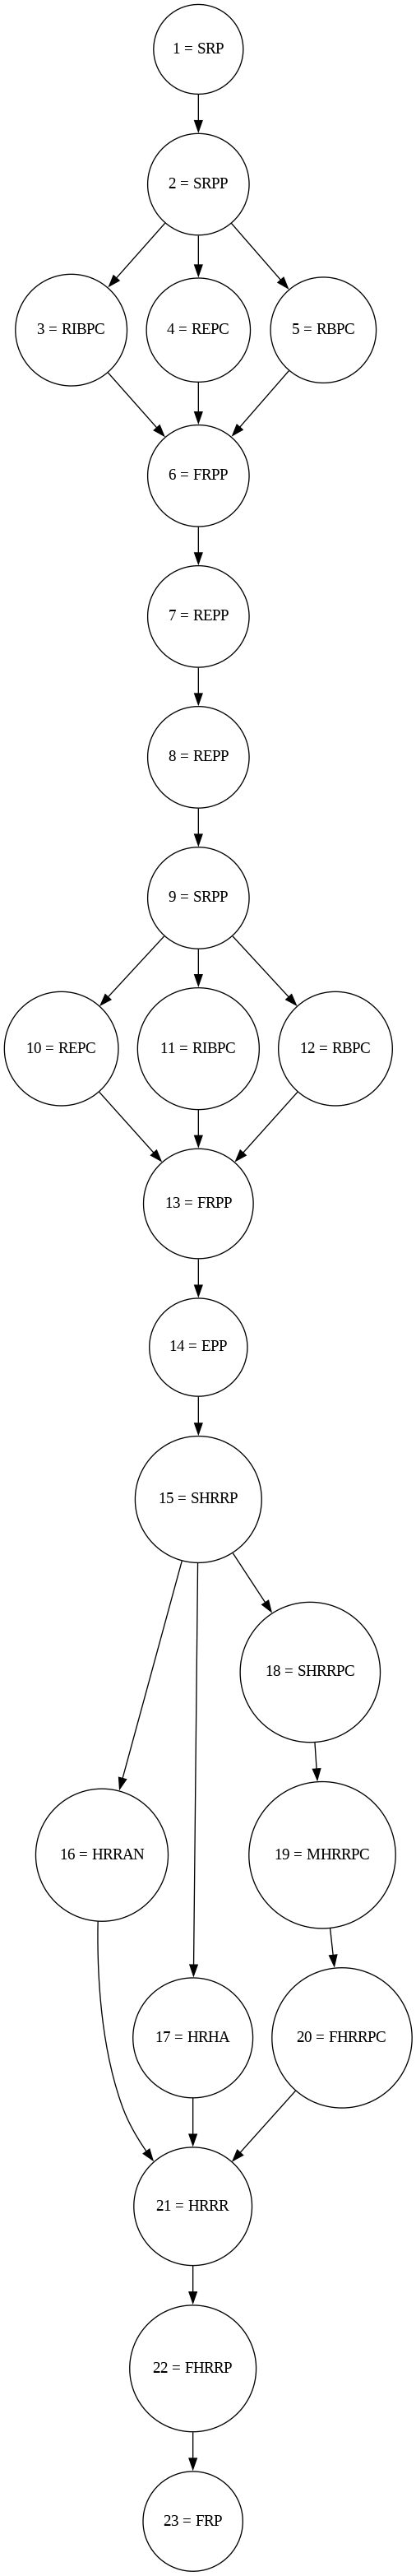 1 = SRP
2 = SRPP
3 = RIBPC
4 = REPC
5 = RBPC
6 = FRPP
7 = REPP
8 = REPP
9 = SRPP
10 = REPC
11 = RIBPC
12 = RBPC
13 = FRPP
14 = EPP
15 = SHRRP
18 = SHRRPC
16 = HRRAN
19 = MHRRPC
17 = HRHA
20 = FHRRPC
21 = HRRR
22 = FHRRP
23 = FRP